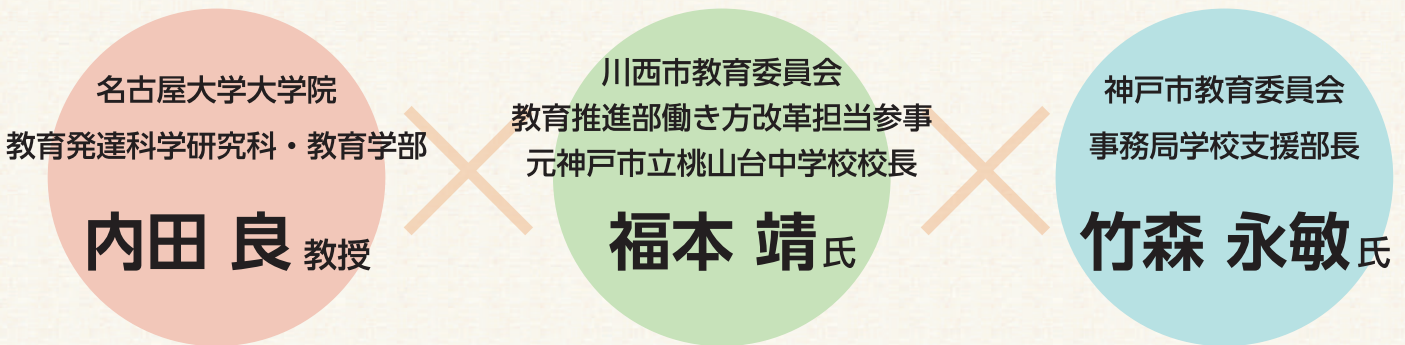 名古屋大学大学院
教育発達科学研究科・教育学部
内田 良 教授
川西市教育委員会
教育推進部働き方改革担当参事
元神戸市立桃山台中学校校長
福本 靖氏
神戸市教育委員会
事務局学校支援部長
竹森 永敏氏